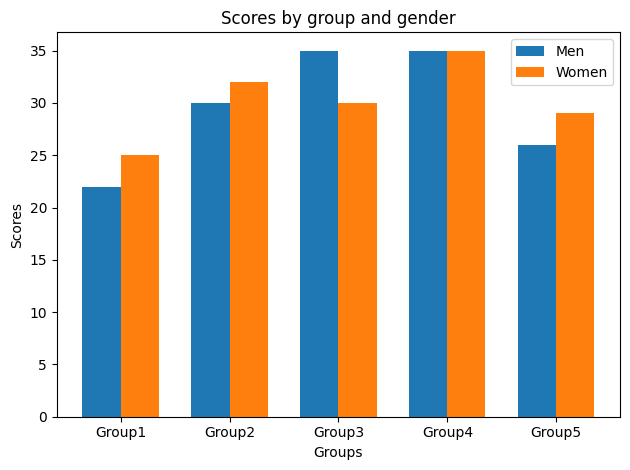 Scores by group and gender
Men
Women
Scores
35
30
25
20
15
10
5
0
Group1 Group2 Group3 Group4 Group5
Groups